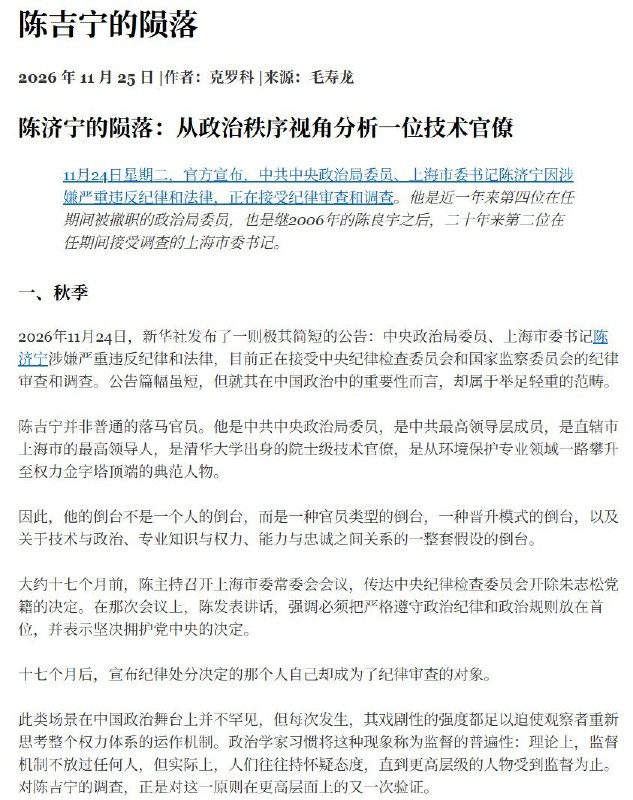 陈吉宁的陨落
2026 年 11 月 25 日 |作者：克罗科 |来源：毛寿龙
陈济宁的陨落：从政治秩序视角分析一位技术官僚
11月24日星期二，官方宣布，中共中央政治局委员、上海市委书记陈济宁因涉
嫌严重违反纪律和法律，正在接受纪律审查和调查。他是近一年来第四位在任
期间被撤职的政治局委员，也是继2006年的陈良宇之后，二十年来第二位在
任期间接受调查的上海市委书记。
一、秋季
2026年11月24日，新华社发布了一则极其简短的公告：中央政治局委员、上海市委书记陈
济宁涉嫌严重违反纪律和法律，目前正在接受中央纪律检查委员会和国家监察委员会的纪律
审查和调查。公告篇幅虽短，但就其在中国政治中的重要性而言，却属于举足轻重的范畴。
陈吉宁并非普通的落马官员。他是中共中央政治局委员，是中共最高领导层成员，是直辖市
上海市的最高领导人，是清华大学出身的院士级技术官僚，是从环境保护专业领域一路攀升
至权力金字塔顶端的典范人物。
因此，他的倒台不是一个人的倒台，而是一种官员类型的倒台，一种晋升模式的倒台，以及
关于技术与政治、专业知识与权力、能力与忠诚之间关系的一整套假设的倒台。
大约十七个月前，陈主持召开上海市委常委会会议，传达中央纪律检查委员会开除朱志松党
籍的决定。在那次会议上，陈发表讲话，强调必须把严格遵守政治纪律和政治规则放在首
位，并表示坚决拥护党中央的决定。
十七个月后，宣布纪律处分决定的那个人自己却成为了纪律审查的对象。
此类场景在中国政治舞台上并不罕见，但每次发生，其戏剧性的强度都足以迫使观察者重新
思考整个权力体系的运作机制。政治学家习惯将这种现象称为监督的普遍性：理论上，监督
机制不放过任何人，但实际上，人们往往持怀疑态度，直到更高层级的人物受到监督为止。
对陈吉宁的调查，正是对这一原则在更高层面上的又一次验证。